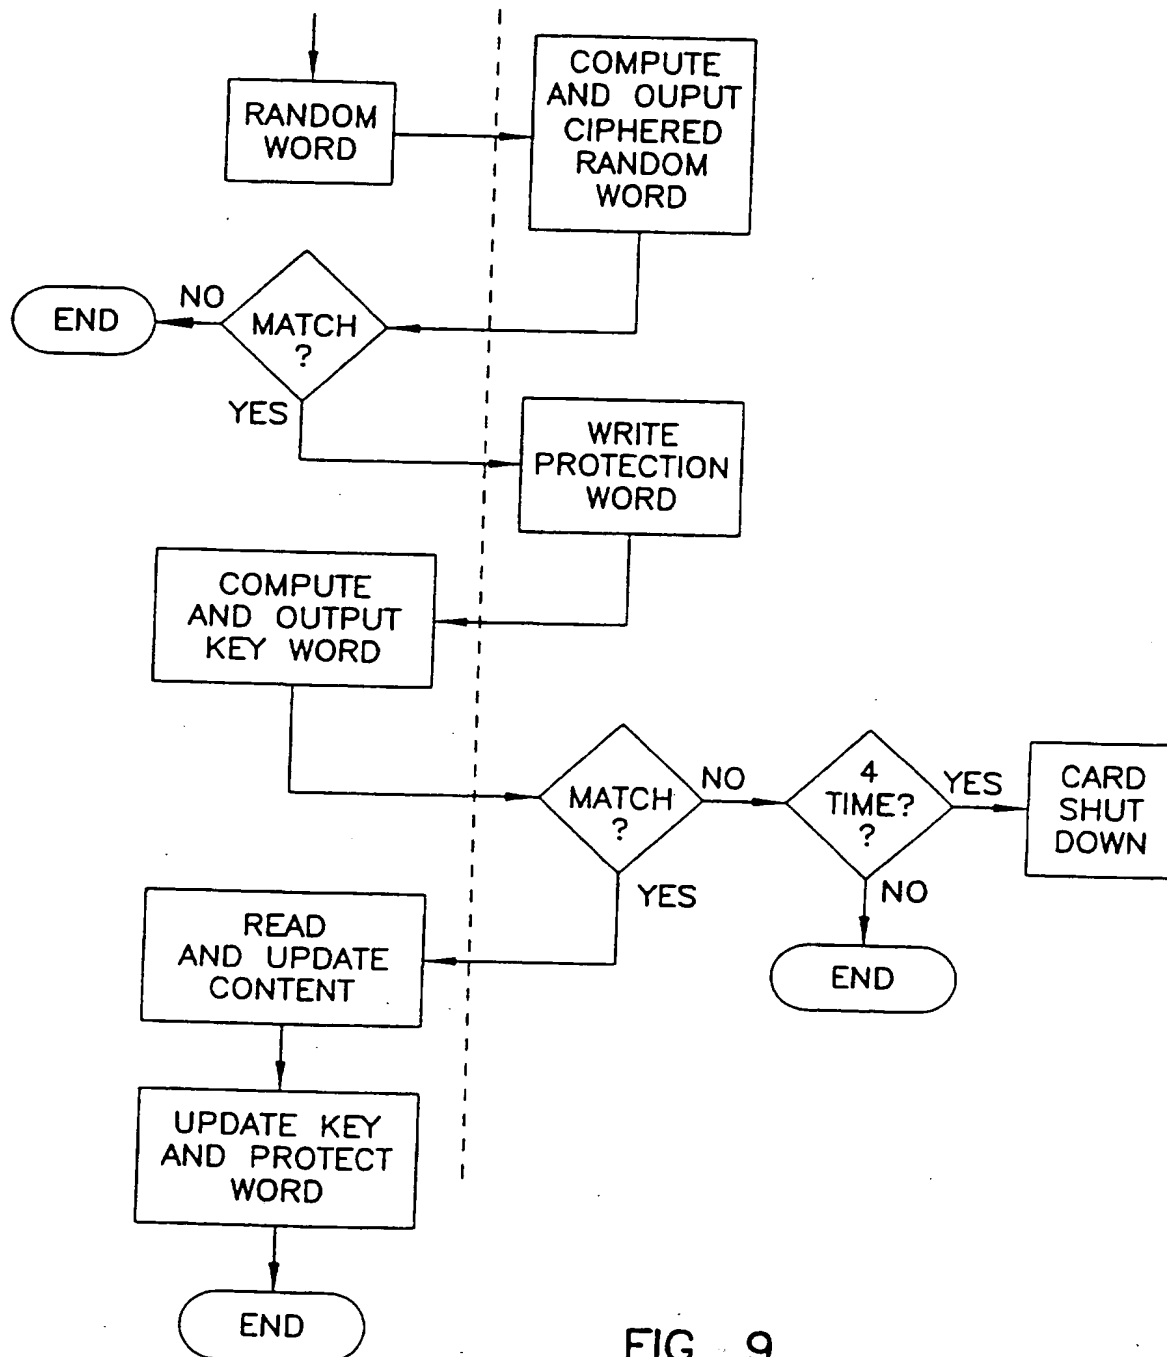 RANDOM
WORD
COMPUTE
AND OUPUT
CIPHERED
RANDOM
WORD
END
NO
MATCH
?
YES
WRITE
PROTECTION
WORD
COMPUTE
AND OUTPUT
KEY WORD
MATCH
?
NO
4
TIME?
?
YES
CARD
SHUT
DOWN
YES
NO
END
READ
AND UPDATE
CONTENT
UPDATE KEY
AND PROTECT
WORD
END
FIG. 9